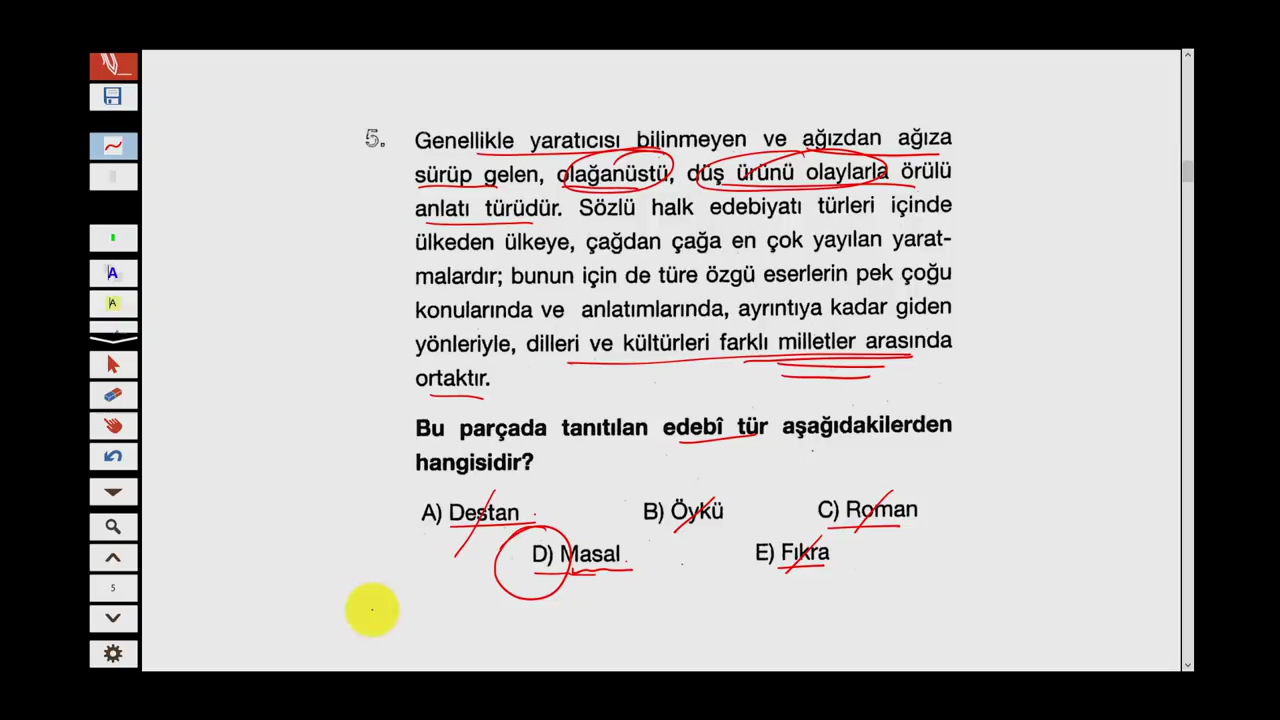 5. Genellikle yaratıcısı bilinmeyen ve ağızdan ağıza
sürüp gelen, olağanüstü, düş ürünü olaylarla örülü
anlatı türüdür. Sözlü halk edebiyatı türleri içinde
ülkeden ülkeye, çağdan çağa en çok yayılan yarat-
malardır; bunun için de türe özgü eserlerin pek çoğu
konularında ve anlatımlarında, ayrıntıya kadar giden
yönleriyle, dilleri ve kültürleri farklı milletler arasında
ortaktır.
Bu parçada tanıtılan edebî tür aşağıdakilerden
hangisidir?
A) Destan B) Öykü C) Roman
D) Masal E) Fıkra
A
A
5